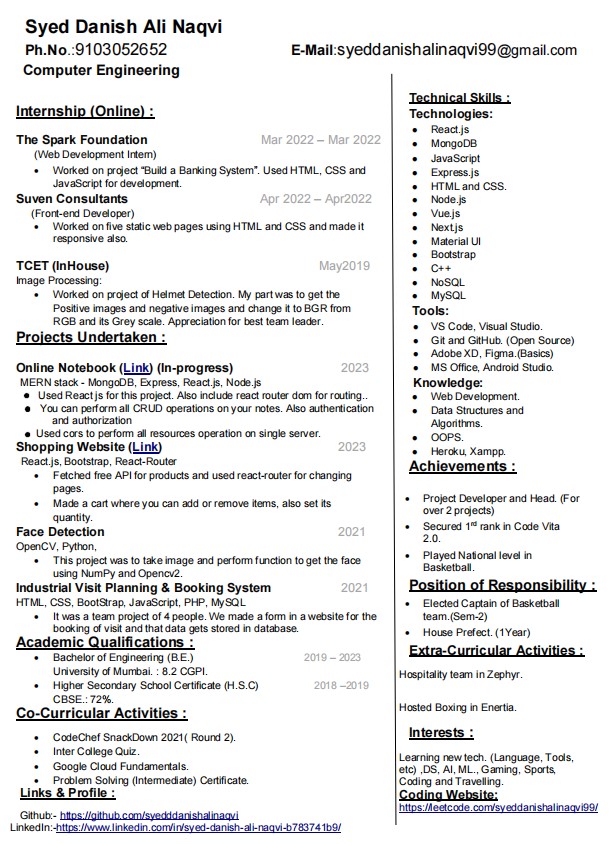 Syed Danish Ali Naqvi
Ph.No.:9103052652
E-Mail:syeddanishalinaqvi99@gmail.com
Computer Engineering
Internship (Online) :
The Spark Foundation Mar 2022 – Mar 2022
(Web Development Intern)
• Worked on project “Build a Banking System”. Used HTML, CSS and
JavaScript for development.
Suven Consultants Apr 2022 – Apr2022
(Front-end Developer)
• Worked on five static web pages using HTML and CSS and made it
responsive also.
TCET (InHouse) May2019
Image Processing:
• Worked on project of Helmet Detection. My part was to get the
Positive images and negative images and change it to BGR from
RGB and its Grey scale. Appreciation for best team leader.
Projects Undertaken :
Online Notebook (Link) (In-progress) 2023
MERN stack - MongoDB, Express, React.js, Node.js
● Used React js for this project. Also include react router dom for routing..
● You can perform all CRUD operations on your notes. Also authentication
and authorization
● Used cors to perform all resources operation on single server.
Shopping Website (Link) 2023
React.js, Bootstrap, React-Router
• Fetched free API for products and used react-router for changing
pages.
• Made a cart where you can add or remove items, also set its
quantity.
Face Detection 2021
OpenCV, Python,
• This project was to take image and perform function to get the face
using NumPy and Opencv2.
Industrial Visit Planning & Booking System 2021
HTML, CSS, BootStrap, JavaScript, PHP, MySQL
• It was a team project of 4 people. We made a form in a website for the
booking of visit and that data gets stored in database.
Academic Qualifications :
• Bachelor of Engineering (B.E.) 2019 – 2023
University of Mumbai. : 8.2 CGPI.
• Higher Secondary School Certificate (H.S.C) 2018 –2019
CBSE.: 72%.
Co-Curricular Activities :
• CodeChef SnackDown 2021( Round 2).
• Inter College Quiz.
• Google Cloud Fundamentals.
• Problem Solving (Intermediate) Certificate.
Links & Profile :
Github:- https://github.com/syedddanishalinaqvi
LinkedIn:-https://www.linkedin.com/in/syed-danish-ali-naqvi-b783741b9/
Technical Skills :
Technologies:
• React.js
• MongoDB
• JavaScript
• Express.js
• HTML and CSS.
• Node.js
• Vue.js
• Next.js
• Material UI
• Bootstrap
• C++
• NoSQL
• MySQL
Tools:
• VS Code, Visual Studio.
• Git and GitHub. (Open Source)
• Adobe XD, Figma.(Basics)
• MS Office, Android Studio.
Knowledge:
• Web Development.
• Data Structures and
Algorithms.
• OOPS.
• Heroku, Xampp.
Achievements :
• Project Developer and Head. (For
over 2 projects)
• Secured 1st rank in Code Vita
2.0.
• Played National level in
Basketball.
Position of Responsibility :
• Elected Captain of Basketball
team.(Sem-2)
• House Prefect. (1Year)
Extra-Curricular Activities :
Hospitality team in Zephyr.
Hosted Boxing in Enertia.
Interests :
Learning new tech. (Language, Tools,
etc) ,DS, AI, ML., Gaming, Sports,
Coding and Travelling.
Coding Website:
https://leetcode.com/syeddanishalinaqvi99/